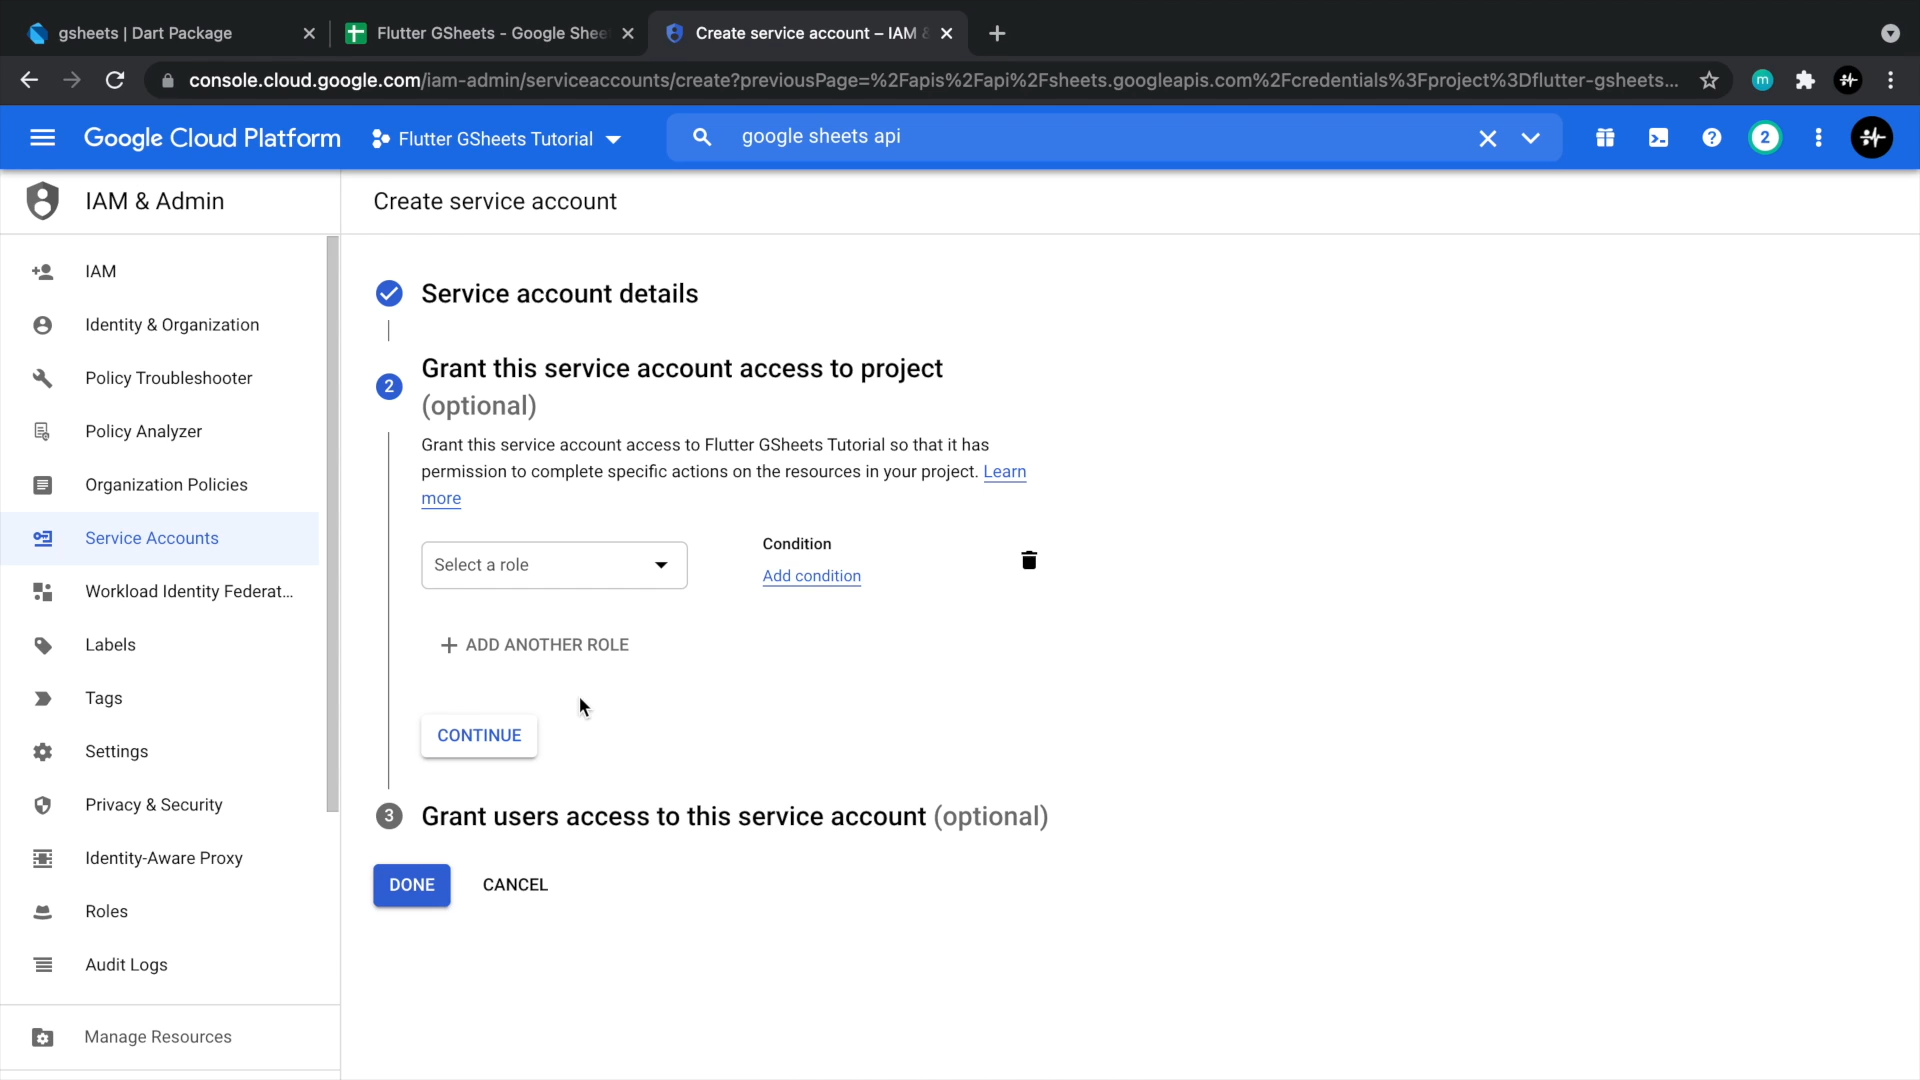 gsheets | Dart Package
Flutter GSheets - Google Shee
Create service account – IAM &
console.cloud.google.com/iam-admin/serviceaccounts/create?previousPage=%2Fapis%2Fapi%2Fsheets.googleapis.com%2Fcredentials%3Fproject%3Dflutter-gsheets...
m
Google Cloud Platform
Flutter GSheets Tutorial
google sheets api
2
IAM & Admin
Create service account
IAM
Identity & Organization
Policy Troubleshooter
Policy Analyzer
Organization Policies
Service Accounts
Workload Identity Federat...
Labels
Tags
Settings
Privacy & Security
Identity-Aware Proxy
Roles
Audit Logs
Manage Resources
Service account details
2
Grant this service account access to project
(optional)
Grant this service account access to Flutter GSheets Tutorial so that it has
permission to complete specific actions on the resources in your project. Learn
more
Select a role
Condition
Add condition
ADD ANOTHER ROLE
CONTINUE
3
Grant users access to this service account (optional)
DONE
CANCEL